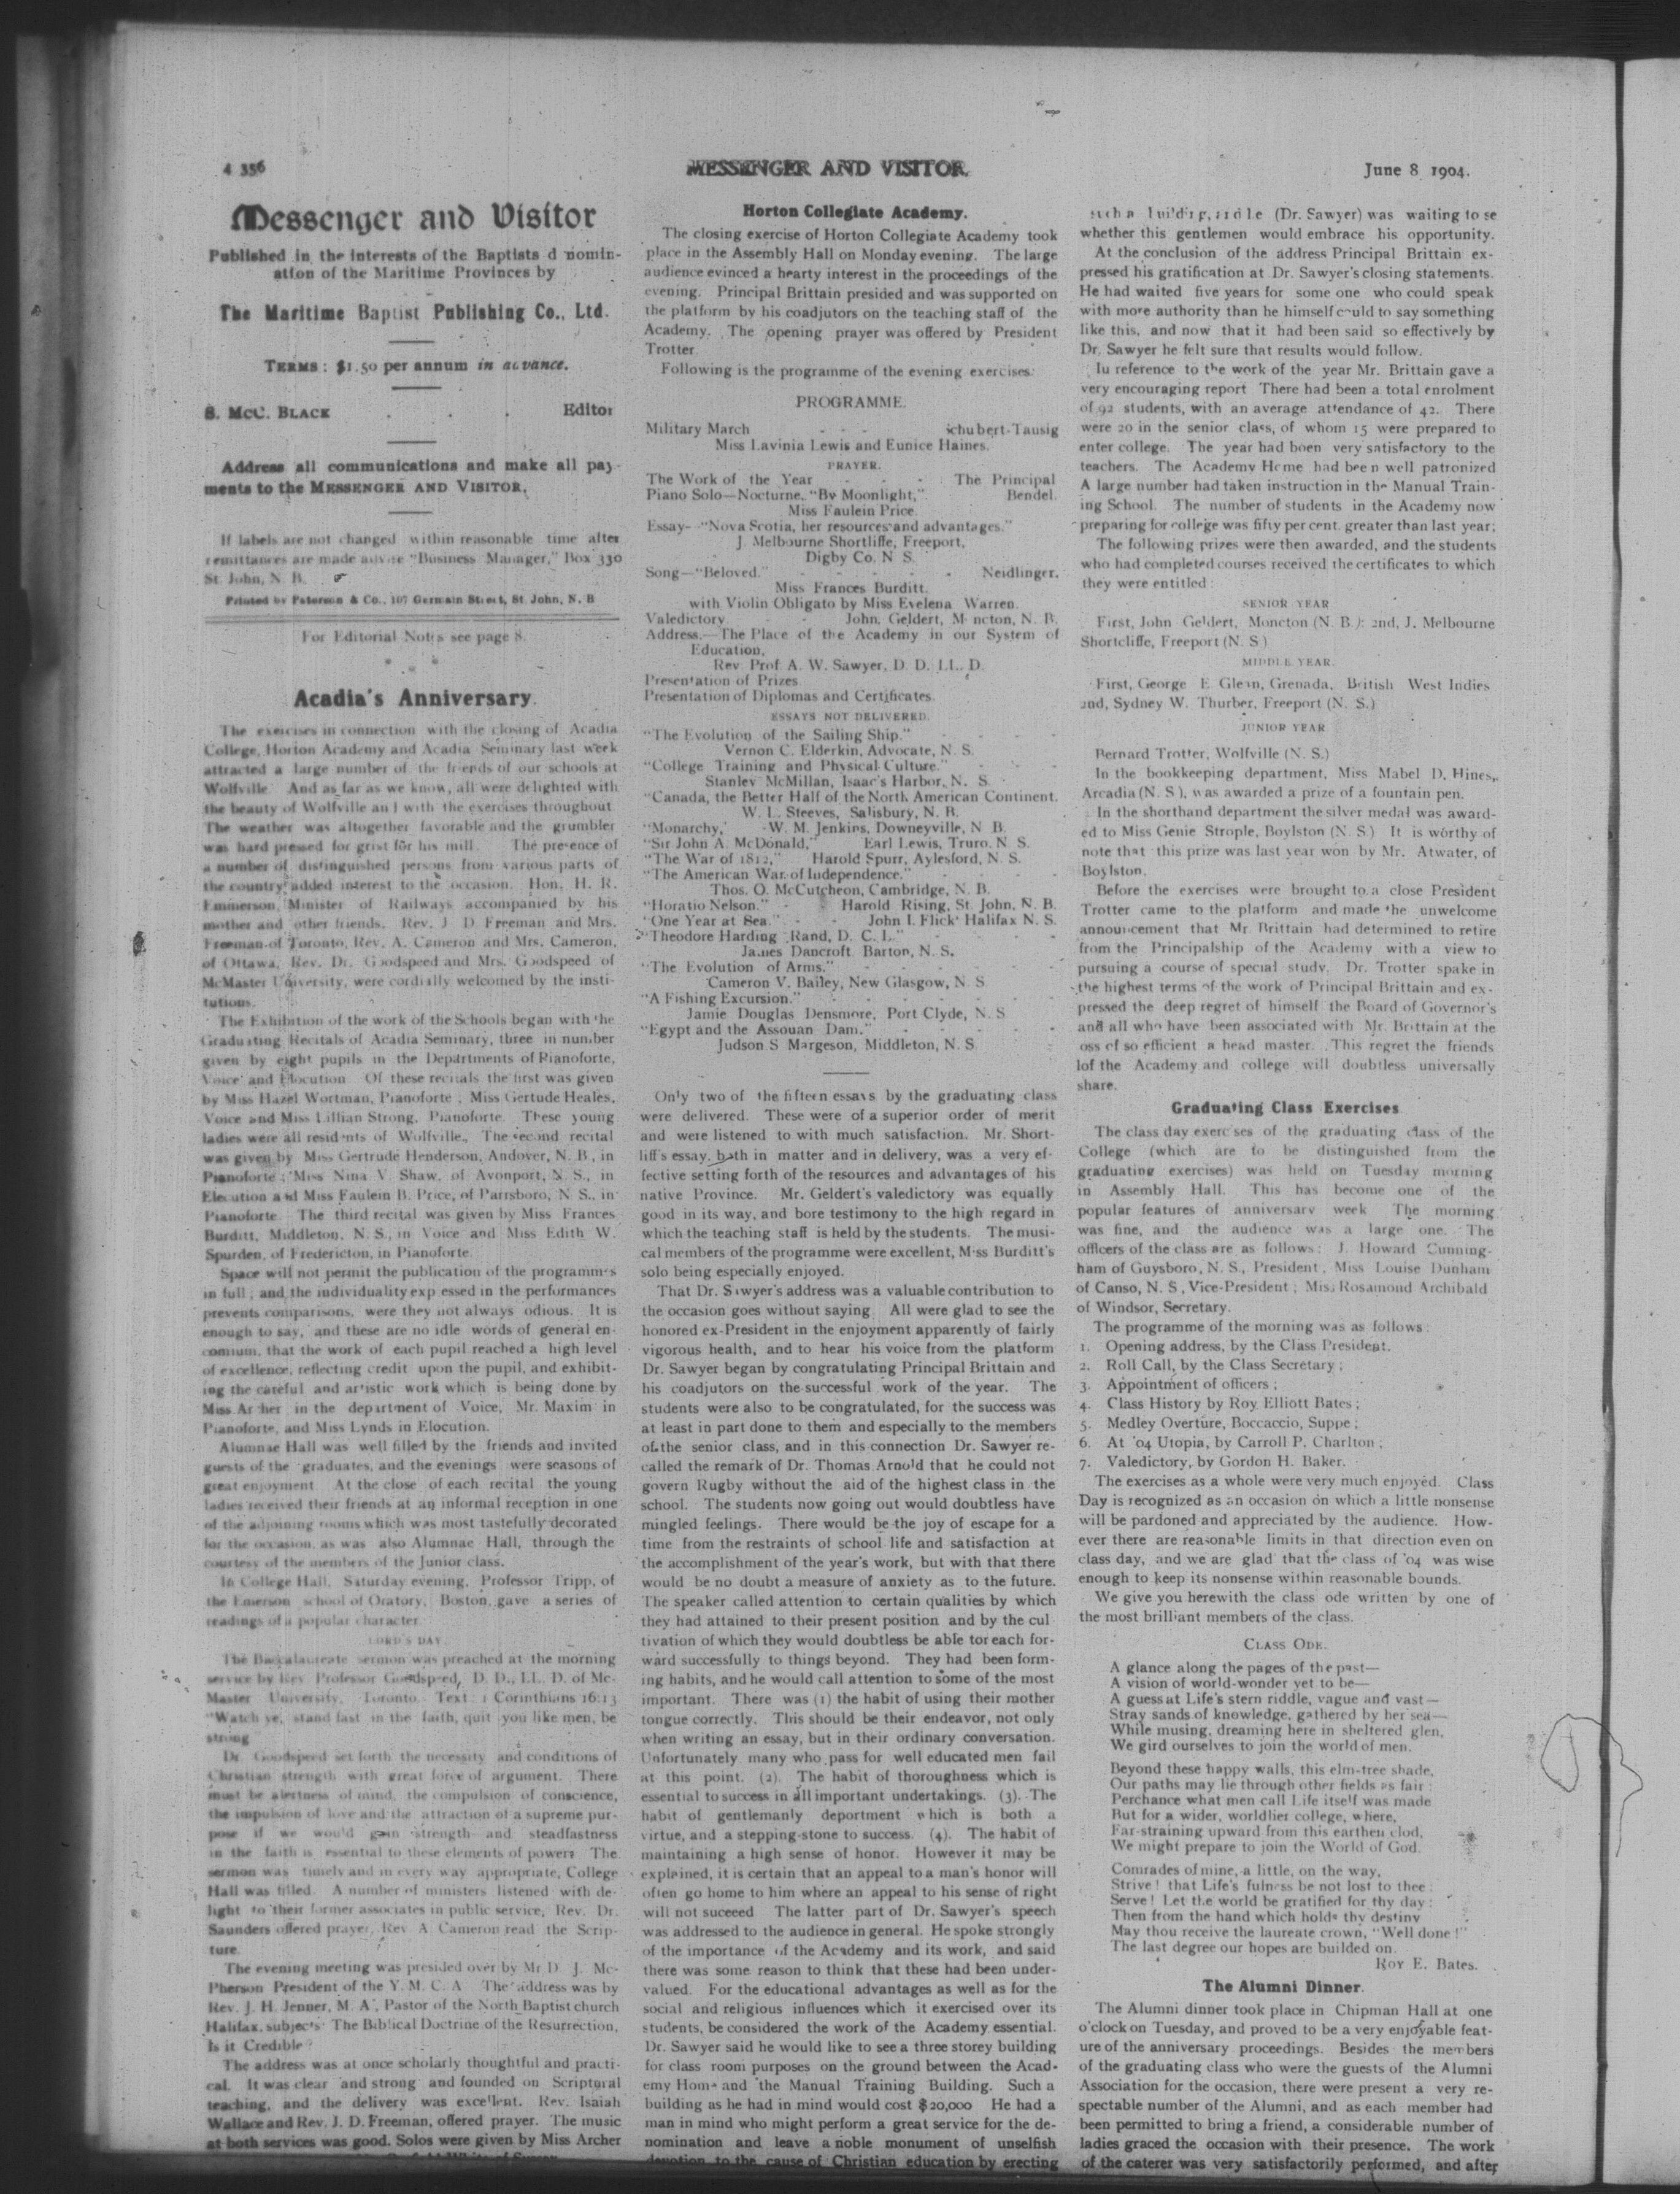 4 356
MESSENGER AND VISITOR.
June 8 1904.
Messenger and Visitor
Published in the interests of the Baptists d nomin-
ation of the Maritime Provinces by
The Maritime Baptist Publishing Co., Ltd.
TERMS: $1.50 per annum in advance.
S. McC. BLACK . . . Editor
Address all communications and make all pay-
ments to the MESSENGER AND VISITOR.
If labels are not changed within reasonable time after
remittances are made advise "Business Manager," Box 330
St. John, N. B.
Printed by Paterson & Co., 107 Germain Street, St. John, N. B
For Editorial Notes see page 8.
* * *
Acadia's Anniversary.
The exercises in connection with the closing of Acadia
College, Horton Academy and Acadia Seminary last week
attracted a large number of the friends of our schools at
Wolfville. And as far as we know, all were delighted with
the beauty of Wolfville and with the exercises throughout.
The weather was altogether favorable and the grumbler
was hard pressed for grist for his mill. The presence of
a number of distinguished persons from various parts of
the country added interest to the occasion. Hon. H. R.
Emmerson, Minister of Railways accompanied by his
mother and other friends. Rev. J. D Freeman and Mrs.
Freeman of Toronto, Rev. A. Cameron and Mrs. Cameron,
of Ottawa, Rev. Dr. Goodspeed and Mrs. Goodspeed of
McMaster University, were cordially welcomed by the insti-
tutions.
The Exhibition of the work of the Schools began with the
Graduating Recitals of Acadia Seminary, three in number
given by eight pupils in the Departments of Pianoforte,
Voice and Elocution. Of these recitals the first was given
by Miss Hazel Wortman, Pianoforte; Miss Gertude Heales,
Voice and Miss Lillian Strong, Pianoforte. These young
ladies were all residents of Wolfville. The second recital
was given by Miss Gertrude Henderson, Andover, N. B., in
Pianoforte; Miss Nina V. Shaw, of Avonport, N. S., in
Elecution and Miss Faulein B. Price, of Parrsboro, N S., in
Pianoforte. The third recital was given by Miss Frances
Burditt, Middleton, N. S., in Voice and Miss Edith W.
Spurden, of Fredericton, in Pianoforte.
Space will not permit the publication of the programmes
in full; and the individuality exp essed in the performances
prevents comparisons, were they not always odious. It is
enough to say, and these are no idle words of general en-
comium, that the work of each pupil reached a high level
of excellence, reflecting credit upon the pupil, and exhibit-
ing the careful and artistic work which is being done by
Miss Archer in the department of Voice, Mr. Maxim in
Pianoforte, and Miss Lynds in Elocution.
Alumnae Hall was well filled by the friends and invited
guests of the graduates, and the evenings were seasons of
great enjoyment. At the close of each recital the young
ladies received their friends at an informal reception in one
of the adjoining rooms which was most tastefully decorated
for the occasion, as was also Alumnae Hall, through the
courtesy of the members of the Junior class.
In College Hall, Saturday evening, Professor Tripp, of
the Emerson school of Oratory, Boston, gave a series of
readings of a popular character.
LORD'S DAY.
The Baccalaureate sermon was preached at the morning
service by Rev. Professor Goodspeed, D. D., LL. D. of Mc-
Master University, Toronto. Text: 1 Corinthians 16:13
"Watch ye, stand fast in the faith, quit you like men, be
strong
Dr. Goodspeed set forth the necessity and conditions of
Christian strength with great force of argument. There
must be alertness of mind, the compulsion of conscience,
the impulsion of love and the attraction of a supreme pur-
pose if we would gain strength and steadfastness
in the faith is essential to these elements of power. The
sermon was timely and in every way appropriate, College
Hall was filled. A number of ministers listened with de-
light to their former associates in public service, Rev. Dr.
Saunders offered prayer, Rev. A Cameron read the Scrip-
ture.
The evening meeting was presided over by Mr D. J. Mc-
Pherson President of the Y. M. C. A The address was by
Rev. J. H. Jenner, M. A., Pastor of the North Baptist church
Halifax, subject: The Biblical Doctrine of the Resurrection,
Is it Credible?
The address was at once scholarly thoughtful and practi-
cal. It was clear and strong and founded on Scriptural
teaching, and the delivery was excellent. Rev. Isaiah
Wallace and Rev. J. D. Freeman, offered prayer. The music
at both services was good. Solos were given by Miss Archer
Horton Collegiate Academy.
The closing exercise of Horton Collegiate Academy took
place in the Assembly Hall on Monday evening. The large
audience evinced a hearty interest in the proceedings of the
evening. Principal Brittain presided and was supported on
the platform by his coadjutors on the teaching staff of the
Academy. The opening prayer was offered by President
Trotter.
Following is the programme of the evening exercises:
PROGRAMME.
Military March - - - Schubert-Tausig
Miss Lavinia Lewis and Eunice Haines.
PRAYER.
The Work of the Year - - - The Principal
Piano Solo—Nocturne, "By Moonlight," Bendel.
Miss Faulein Price.
Essay- "Nova Scotia, her resources and advantages."
J. Melbourne Shortliffe, Freeport,
Digby Co. N S.
Song—"Beloved." - - - - Neidlinger.
Miss Frances Burditt.
with Violin Obligato by Miss Evelena Warren.
Valedictory - - John. Geldert, Moncton, N. B.
Address.—The Place of the Academy in our System of
Education,
Rev. Prof. A. W. Sawyer, D. D. LL. D.
Presentation of Prizes
Presentation of Diplomas and Certificates.
ESSAYS NOT DELIVERED.
"The Evolution of the Sailing Ship." - - - -
Vernon C. Elderkin, Advocate, N. S.
"College Training and Physical Culture." - - -
Stanley McMillan, Isaac's Harbor, N. S.
"Canada, the Better Half of the North American Continent.
W. L. Steeves, Salisbury, N. B.
"Monarchy,' - W. M. Jenkins, Downeyville, N B.
"Sir John A. McDonald," Earl Lewis, Truro, N. S.
"The War of 1812," Harold Spurr, Aylesford, N. S.
"The American War of Independence." - - - -
Thos. O. McCutcheon, Cambridge, N. B.
"Horatio Nelson." - - Harold Rising, St. John, N. B.
"One Year at Sea." - - John I. Flick' Halifax N. S.
"Theodore Harding Rand, D. C. L." - - -
James Dancroft Barton, N. S.
"The Evolution of Arms." - - - -
Cameron V. Bailey, New Glasgow, N. S
"A Fishing Excursion." - - - -
Jamie Douglas Densmore, Port Clyde, N. S
"Egypt and the Assouan Dam." - - - -
Judson S Margeson, Middleton, N. S.
Only two of the fifteen essays by the graduating class
were delivered. These were of a superior order of merit
and were listened to with much satisfaction. Mr. Short-
liff's essay, both in matter and in delivery, was a very ef-
fective setting forth of the resources and advantages of his
native Province. Mr. Geldert's valedictory was equally
good in its way, and bore testimony to the high regard in
which the teaching staff is held by the students. The musi-
cal members of the programme were excellent, Miss Burditt's
solo being especially enjoyed.
That Dr. Sawyer's address was a valuable contribution to
the occasion goes without saying. All were glad to see the
honored ex-President in the enjoyment apparently of fairly
vigorous health, and to hear his voice from the platform
Dr. Sawyer began by congratulating Principal Brittain and
his coadjutors on the successful work of the year. The
students were also to be congratulated, for the success was
at least in part done to them and especially to the members
of the senior class, and in this connection Dr. Sawyer re-
called the remark of Dr. Thomas Arnold that he could not
govern Rugby without the aid of the highest class in the
school. The students now going out would doubtless have
mingled feelings. There would be the joy of escape for a
time from the restraints of school life and satisfaction at
the accomplishment of the year's work, but with that there
would be no doubt a measure of anxiety as to the future.
The speaker called attention to certain qualities by which
they had attained to their present position and by the cul
tivation of which they would doubtless be able tor each for-
ward successfully to things beyond. They had been form-
ing habits, and he would call attention to some of the most
important. There was (1) the habit of using their mother
tongue correctly. This should be their endeavor, not only
when writing an essay, but in their ordinary conversation.
Unfortunately many who pass for well educated men fail
at this point. (2). The habit of thoroughness which is
essential to success in all important undertakings. (3). The
habit of gentlemanly deportment which is both a
virtue, and a stepping-stone to success. (4). The habit of
maintaining a high sense of honor. However it may be
explained, it is certain that an appeal to a man's honor will
often go home to him where an appeal to his sense of right
will not suceeed The latter part of Dr. Sawyer's speech
was addressed to the audience in general. He spoke strongly
of the importance of the Academy and its work, and said
there was some reason to think that these had been under-
valued. For the educational advantages as well as for the
social and religious influences which it exercised over its
students, be considered the work of the Academy essential.
Dr. Sawyer said he would like to see a three storey building
for class room purposes on the ground between the Acad-
emy Home and the Manual Training Building. Such a
building as he had in mind would cost $20,000 He had a
man in mind who might perform a great service for the de-
nomination and leave a noble monument of unselfish
devotion to the cause of Christian education by erecting
such a building, and he (Dr. Sawyer) was waiting to se
whether this gentlemen would embrace his opportunity.
At the conclusion of the address Principal Brittain ex-
pressed his gratification at Dr. Sawyer's closing statements.
He had waited five years for some one who could speak
with more authority than he himself could to say something
like this, and now that it had been said so effectively by
Dr. Sawyer he felt sure that results would follow.
In reference to the work of the year Mr. Brittain gave a
very encouraging report There had been a total enrolment
of 92 students, with an average attendance of 42. There
were 20 in the senior class, of whom 15 were prepared to
enter college. The year had been very satisfactory to the
teachers. The Academy Home had been well patronized
A large number had taken instruction in the Manual Train-
ing School. The number of students in the Academy now
preparing for college was fifty per cent. greater than last year;
The following prizes were then awarded, and the students
who had completed courses received the certificates to which
they were entitled:
SENIOR YEAR
First, John Geldert, Moncton (N. B.); 2nd, J. Melbourne
Shortcliffe, Freeport (N. S)
MIDDLE YEAR.
First, George E. Glean, Grenada, British West Indies
2nd, Sydney W. Thurber, Freeport (N. S.)
JUNIOR YEAR
Bernard Trotter, Wolfville (N. S.)
In the bookkeeping department, Miss Mabel D. Hines,
Arcadia (N. S), was awarded a prize of a fountain pen.
In the shorthand department the silver medal was award-
ed to Miss Genie Strople, Boylston (N. S.) It is worthy of
note that this prize was last year won by Mr. Atwater, of
Boylston.
Before the exercises were brought to a close President
Trotter came to the platform and made the unwelcome
announcement that Mr. Brittain had determined to retire
from the Principalship of the Academy with a view to
pursuing a course of special study. Dr. Trotter spake in
the highest terms of the work of Principal Brittain and ex-
pressed the deep regret of himself the Board of Governor's
and all who have been associated with Mr. Brittain at the
oss of so efficient a head master. This regret the friends
lof the Academy and college will doubtless universally
share.
Graduating Class Exercises
The class day exercises of the graduating class of the
College (which are to be distinguished from the
graduating exercises) was held on Tuesday morning
in Assembly Hall. This has become one of the
popular features of anniversary week The morning
was fine, and the audience was a large one. The
officers of the class are as follows: J. Howard Cunning-
ham of Guysboro, N. S., President, Miss Louise Dunham
of Canso, N. S, Vice-President; Miss Rosamond Archibald
of Windsor, Secretary.
The programme of the morning was as follows:
1. Opening address, by the Class President.
2. Roll Call, by the Class Secretary;
3. Appointment of officers;
4. Class History by Roy Elliott Bates;
5. Medley Overture, Boccaccio, Suppe;
6. At '04 Utopia, by Carroll P. Charlton;
7. Valedictory, by Gordon H. Baker.
The exercises as a whole were very much enjoyed. Class
Day is recognized as an occasion on which a little nonsense
will be pardoned and appreciated by the audience. How-
ever there are reasonable limits in that direction even on
class day, and we are glad that the class of '04 was wise
enough to keep its nonsense within reasonable bounds.
We give you herewith the class ode written by one of
the most brilliant members of the class.
CLASS ODE.
A glance along the pages of the past—
A vision of world-wonder yet to be—
A guess at Life's stern riddle, vague and vast—
Stray sands of knowledge, gathered by her sea—
While musing, dreaming here in sheltered glen,
We gird ourselves to join the world of men.
Beyond these happy walls, this elm-tree shade,
Our paths may lie through other fields as fair:
Perchance what men call Life itself was made
But for a wider, worldlier college, where,
Far-straining upward from this earthen clod,
We might prepare to join the World of God.
Comrades of mine, a little, on the way,
Strive! that Life's fulness be not lost to thee:
Serve! Let the world be gratified for thy day:
Then from the hand which holds thy destiny
May thou receive the laureate crown, "Well done!"
The last degree our hopes are builded on.
ROY E. Bates.
The Alumni Dinner.
The Alumni dinner took place in Chipman Hall at one
o'clock on Tuesday, and proved to be a very enjoyable feat-
ure of the anniversary proceedings. Besides the members
of the graduating class who were the guests of the Alumni
Association for the occasion, there were present a very re-
spectable number of the Alumni, and as each member had
been permitted to bring a friend, a considerable number of
ladies graced the occasion with their presence. The work
of the caterer was very satisfactorily performed, and after